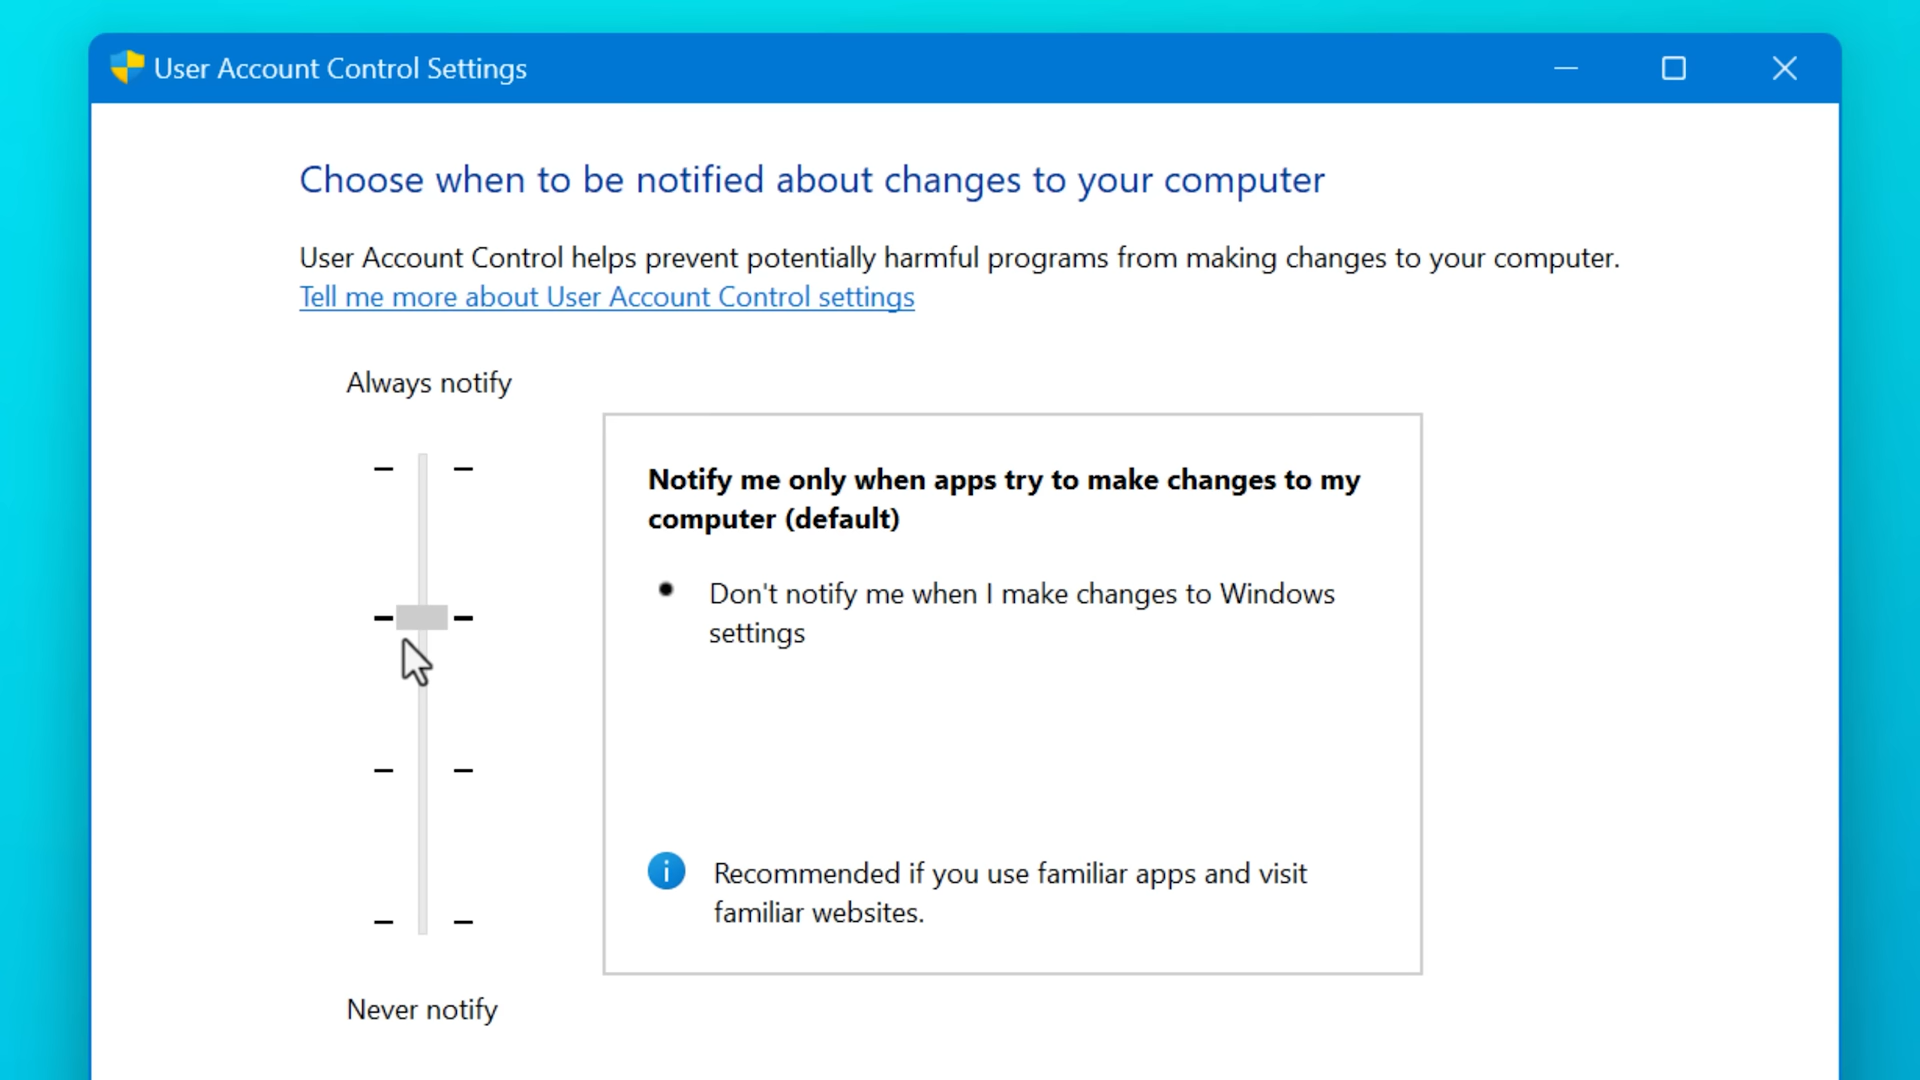 User Account Control Settings
Choose when to be notified about changes to your computer
User Account Control helps prevent potentially harmful programs from making changes to your computer.
Tell me more about User Account Control settings
Always notify
Notify me only when apps try to make changes to my
computer (default)
Don't notify me when I make changes to Windows
settings
Recommended if you use familiar apps and visit
familiar websites.
Never notify